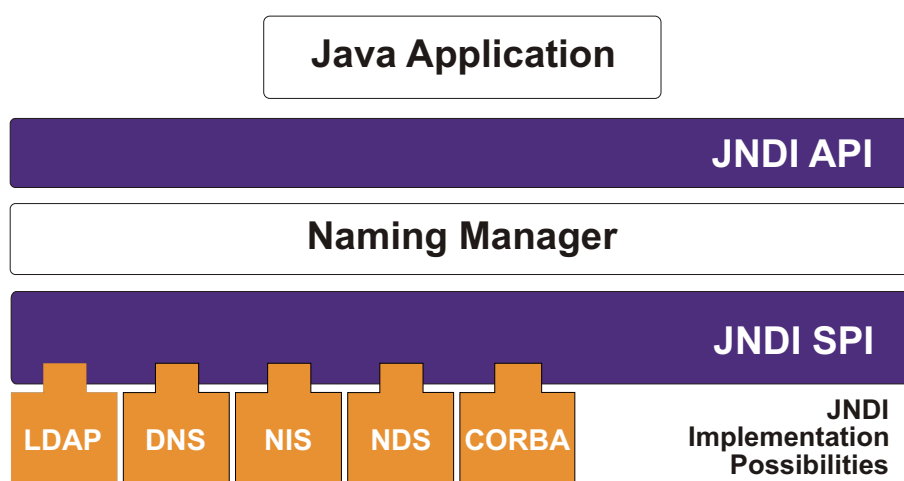 Java Application
JNDI API
Naming Manager
JNDI SPI
LDAP DNS NIS NDS CORBA
JNDI
Implementation
Possibilities